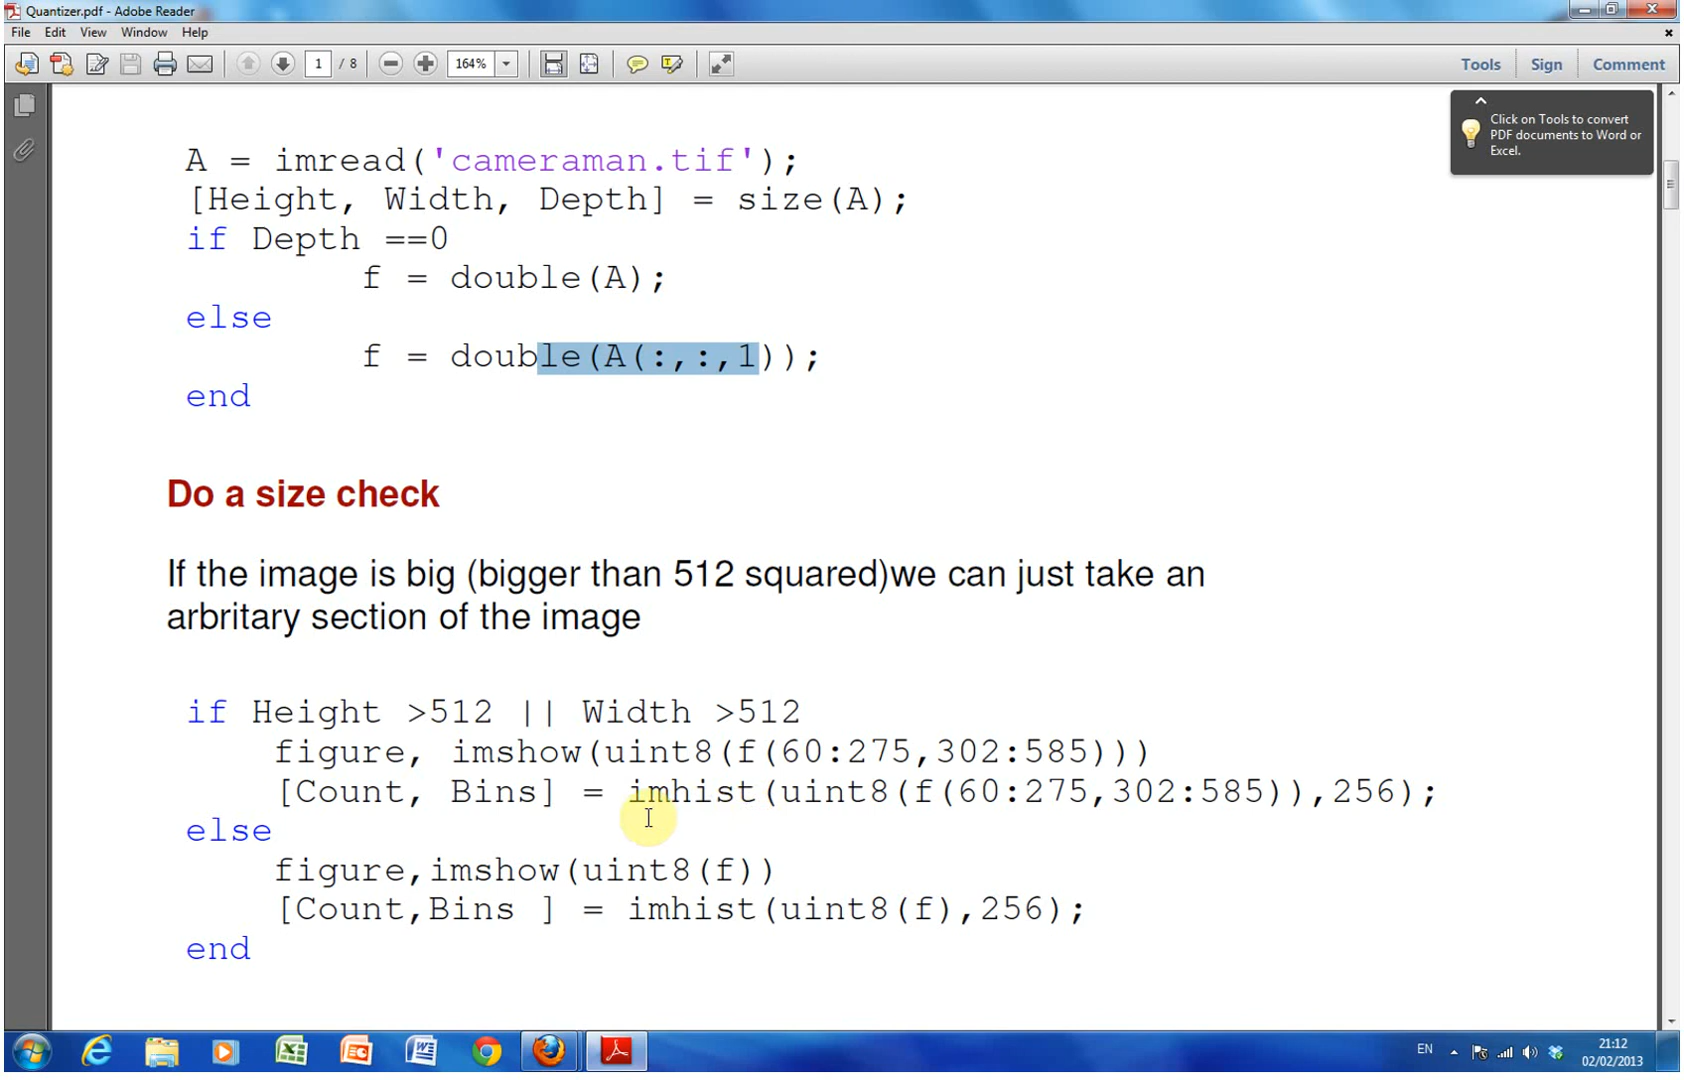 Quantizer.pdf - Adobe Reader
File Edit View Window Help
1 / 8 164% Tools Sign Comment
Click on Tools to convert
PDF documents to Word or
Excel.
A = imread('cameraman.tif');
[Height, Width, Depth] = size(A);
if Depth ==0
f = double(A);
else
f = double(A(:,:,1));
end
Do a size check
If the image is big (bigger than 512 squared)we can just take an
arbritary section of the image
if Height >512 || Width >512
figure, imshow(uint8(f(60:275,302:585)))
[Count, Bins] = imhist(uint8(f(60:275,302:585)),256);
else
figure,imshow(uint8(f))
[Count,Bins ] = imhist(uint8(f),256);
end
EN
21:12
02/02/2013